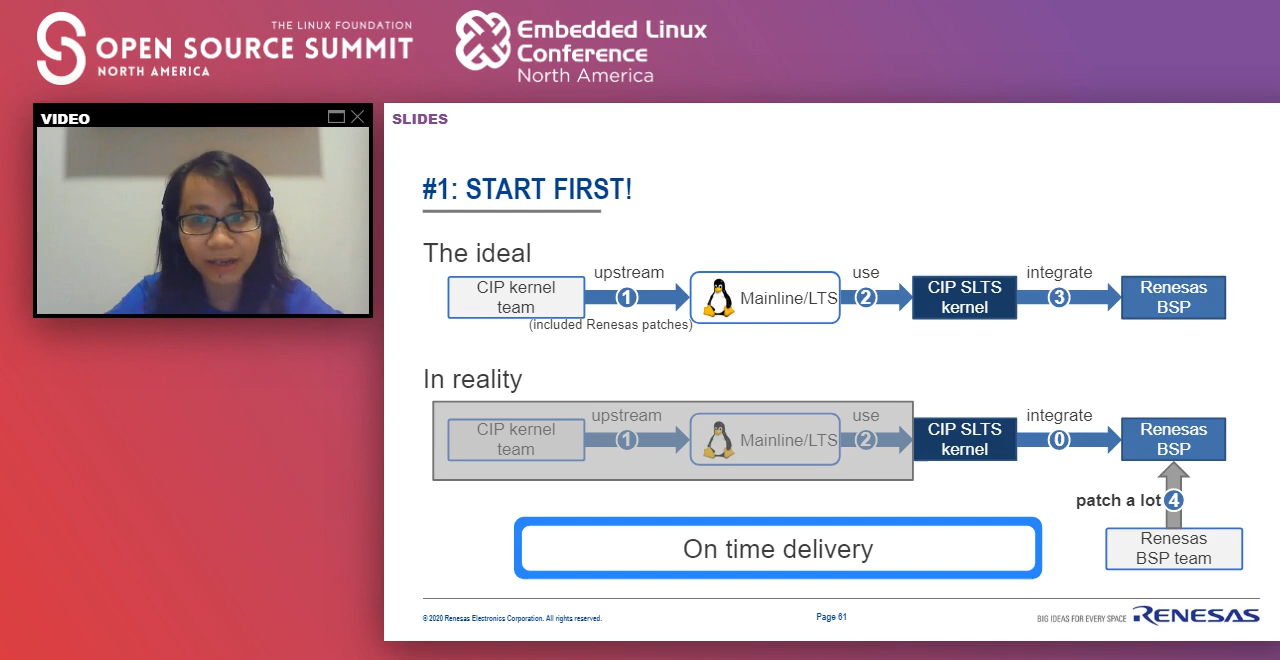 THE LINUX FOUNDATION
OPEN SOURCE SUMMIT
NORTH AMERICA
Embedded Linux
Conference
North America
VIDEO
SLIDES
#1: START FIRST!
The ideal
CIP kernel
team
upstream
1
(included Renesas patches)
Mainline/LTS
use
2
CIP SLTS
kernel
integrate
3
Renesas
BSP
In reality
CIP kernel
team
upstream
1
Mainline/LTS
use
2
CIP SLTS
kernel
integrate
0
Renesas
BSP
patch a lot 4
Renesas
BSP team
On time delivery
© 2020 Renesas Electronics Corporation. All rights reserved.
Page 61
BIG IDEAS FOR EVERY SPACE
RENESAS